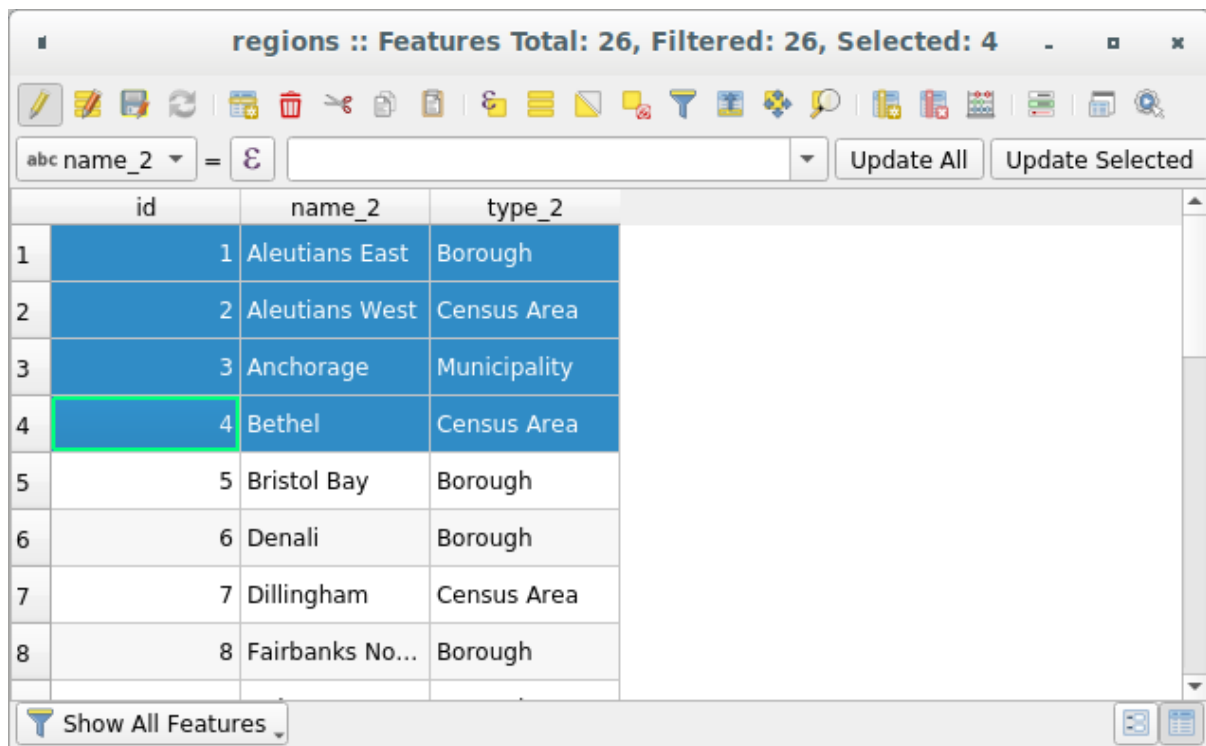 regions :: Features Total: 26, Filtered: 26, Selected: 4
abc name_2 = ε Update All Update Selected
id name_2 type_2
1 1 Aleutians East Borough
2 2 Aleutians West Census Area
3 3 Anchorage Municipality
4 4 Bethel Census Area
5 5 Bristol Bay Borough
6 6 Denali Borough
7 7 Dillingham Census Area
8 8 Fairbanks No... Borough
Show All Features